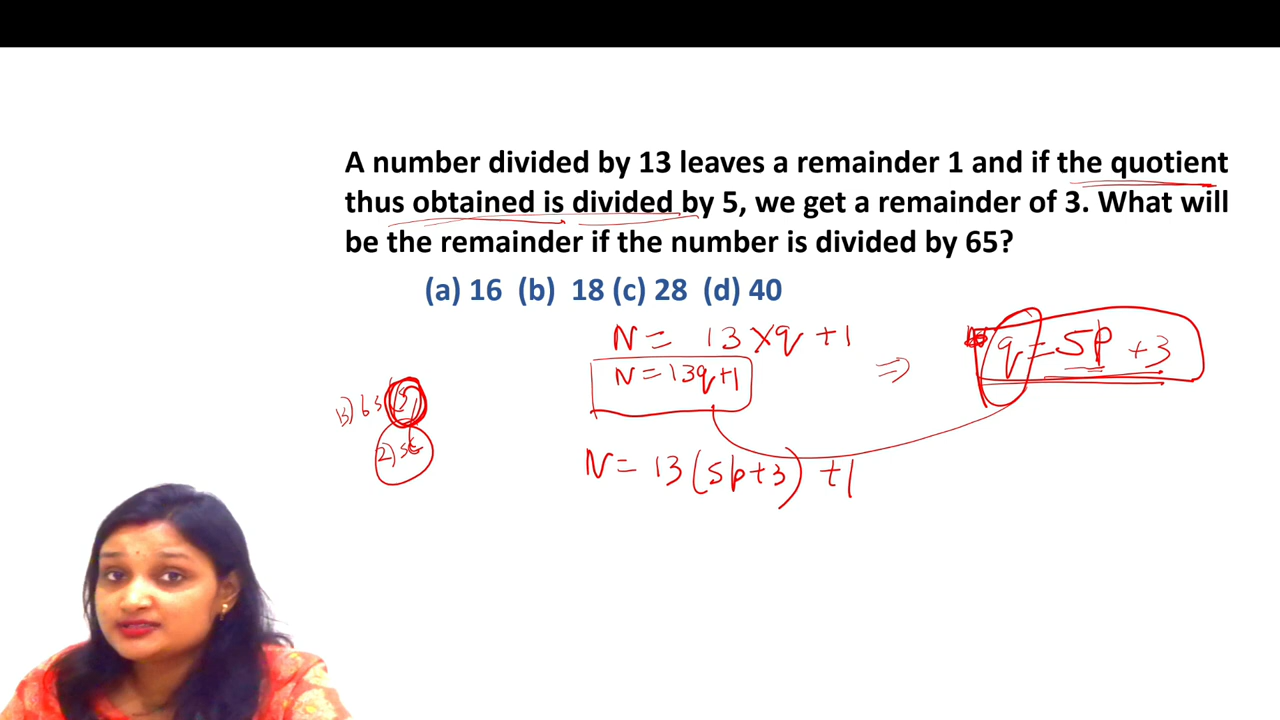 A number divided by 13 leaves a remainder 1 and if the quotient
thus obtained is divided by 5, we get a remainder of 3. What will
be the remainder if the number is divided by 65?
(a) 16 (b) 18 (c) 28 (d) 40
N = 13 × q + 1
N = 13q + 1
⇒ q = 5p + 3
N = 13 (5p + 3) + 1